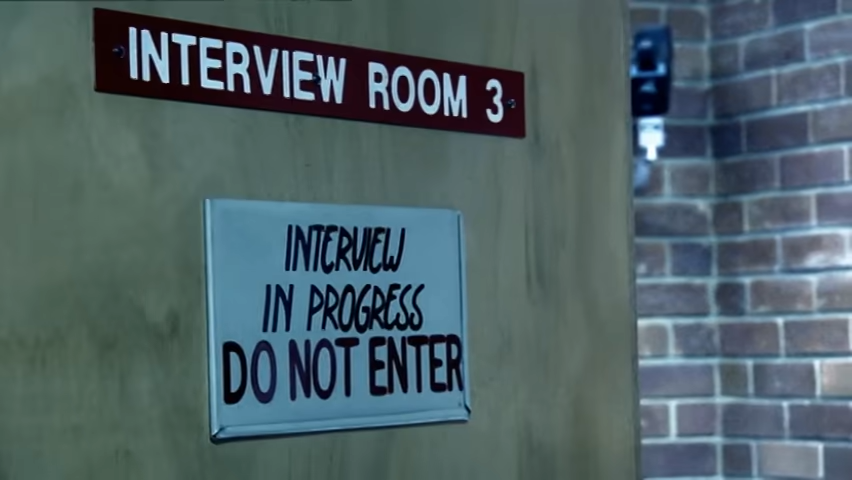 INTERVIEW ROOM 3
INTERVIEW
IN PROGRESS
DO NOT ENTER